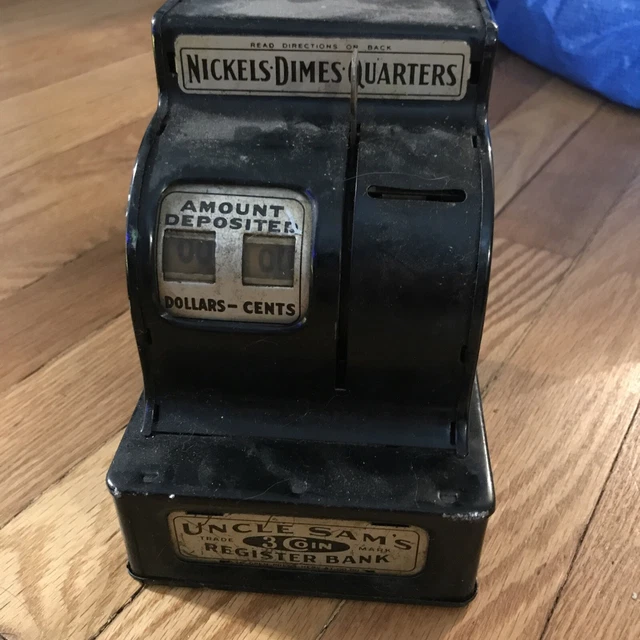 READ DIRECTIONS ON BACK
NICKELS·DIMES·QUARTERS
AMOUNT
DEPOSITED
DOLLARS–CENTS
UNCLE SAM'S
TRADE 3 COIN MARK
REGISTER BANK